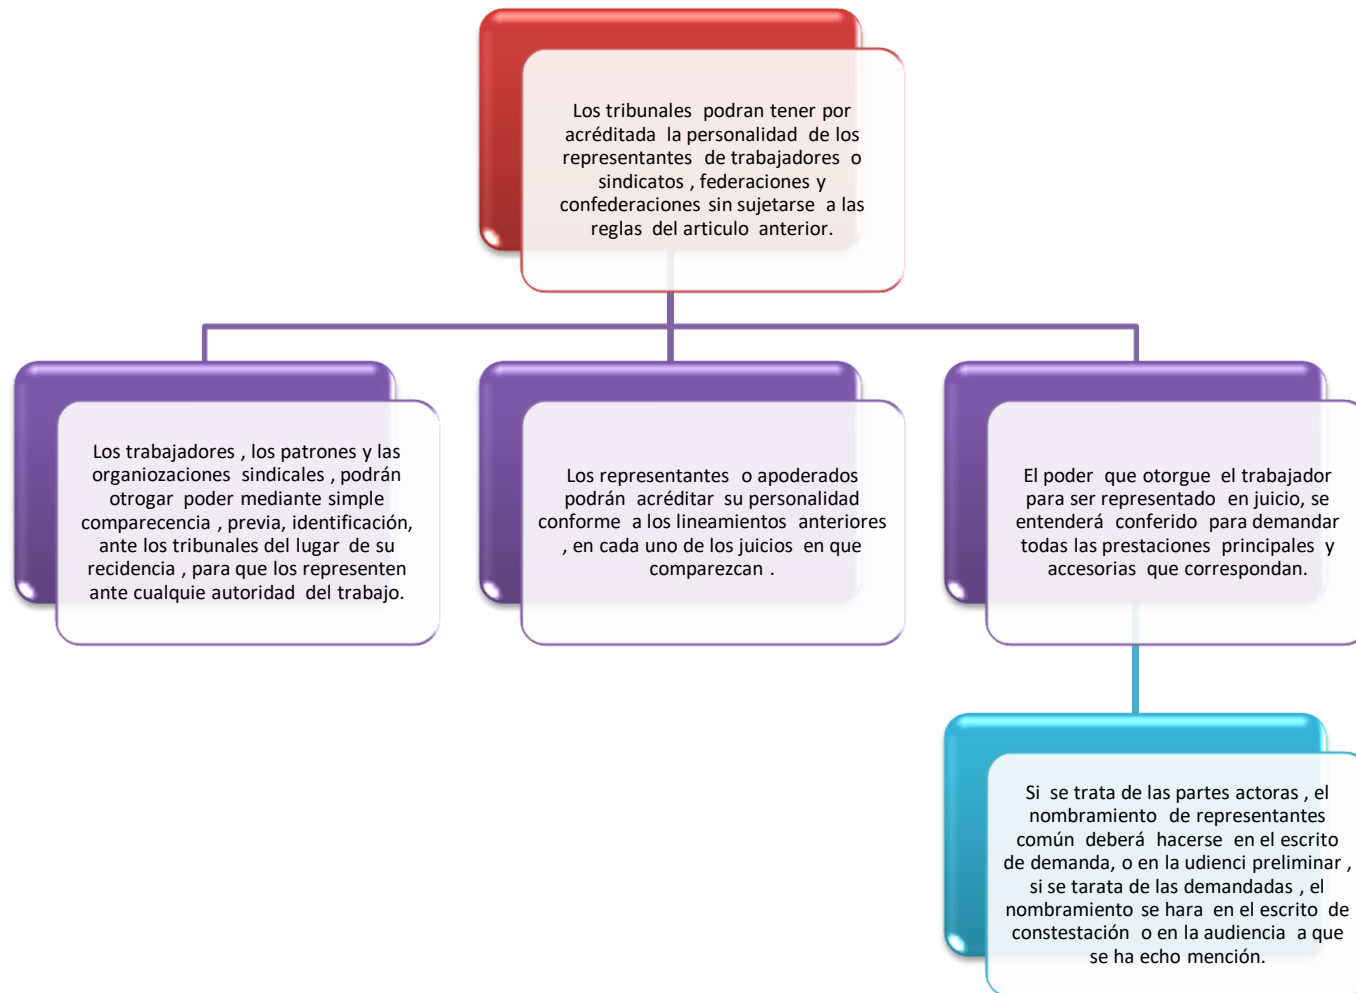 Los tribunales podran tener por
acréditada la personalidad de los
representantes de trabajadores o
sindicatos , federaciones y
confederaciones sin sujetarse a las
reglas del articulo anterior.
Los trabajadores , los patrones y las
organiozaciones sindicales , podrán
otrogar poder mediante simple
comparecencia , previa, identificación,
ante los tribunales del lugar de su
recidencia , para que los representen
ante cualquie autoridad del trabajo.
Los representantes o apoderados
podrán acréditar su personalidad
conforme a los lineamientos anteriores
, en cada uno de los juicios en que
comparezcan .
El poder que otorgue el trabajador
para ser representado en juicio, se
entenderá conferido para demandar
todas las prestaciones principales y
accesorias que correspondan.
Si se trata de las partes actoras , el
nombramiento de representantes
común deberá hacerse en el escrito
de demanda, o en la udienci preliminar ,
si se tarata de las demandadas , el
nombramiento se hara en el escrito de
constestación o en la audiencia a que
se ha echo mención.